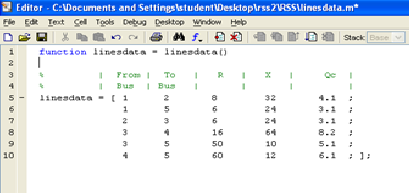 Editor - C:\Documents and Settings\student\Desktop\rss2\RSS\linesdata.m*
File Edit Text Cell Tools Debug Desktop Window Help
Stack: Base
1 function linesdata = linesdata()
2
3 % | From | To | R | X | Qc |
4 % | Bus | Bus | | | |
5 - linesdata = [ 1 2 8 32 4.1 ;
6 1 5 6 24 3.1 ;
7 2 3 6 24 3.1 ;
8 3 4 16 64 8.2 ;
9 3 5 50 10 5.1 ;
10 4 5 60 12 6.1 ; ];